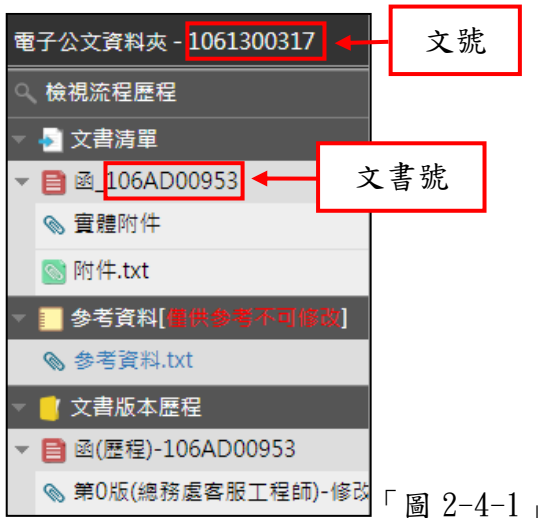 電子公文資料夾 - 1061300317
文號
檢視流程歷程
文書清單
函_106AD00953
文書號
實體附件
附件.txt
參考資料[僅供參考不可修改]
參考資料.txt
文書版本歷程
函(歷程)-106AD00953
第0版(總務處客服工程師)-修改
「圖 2-4-1」